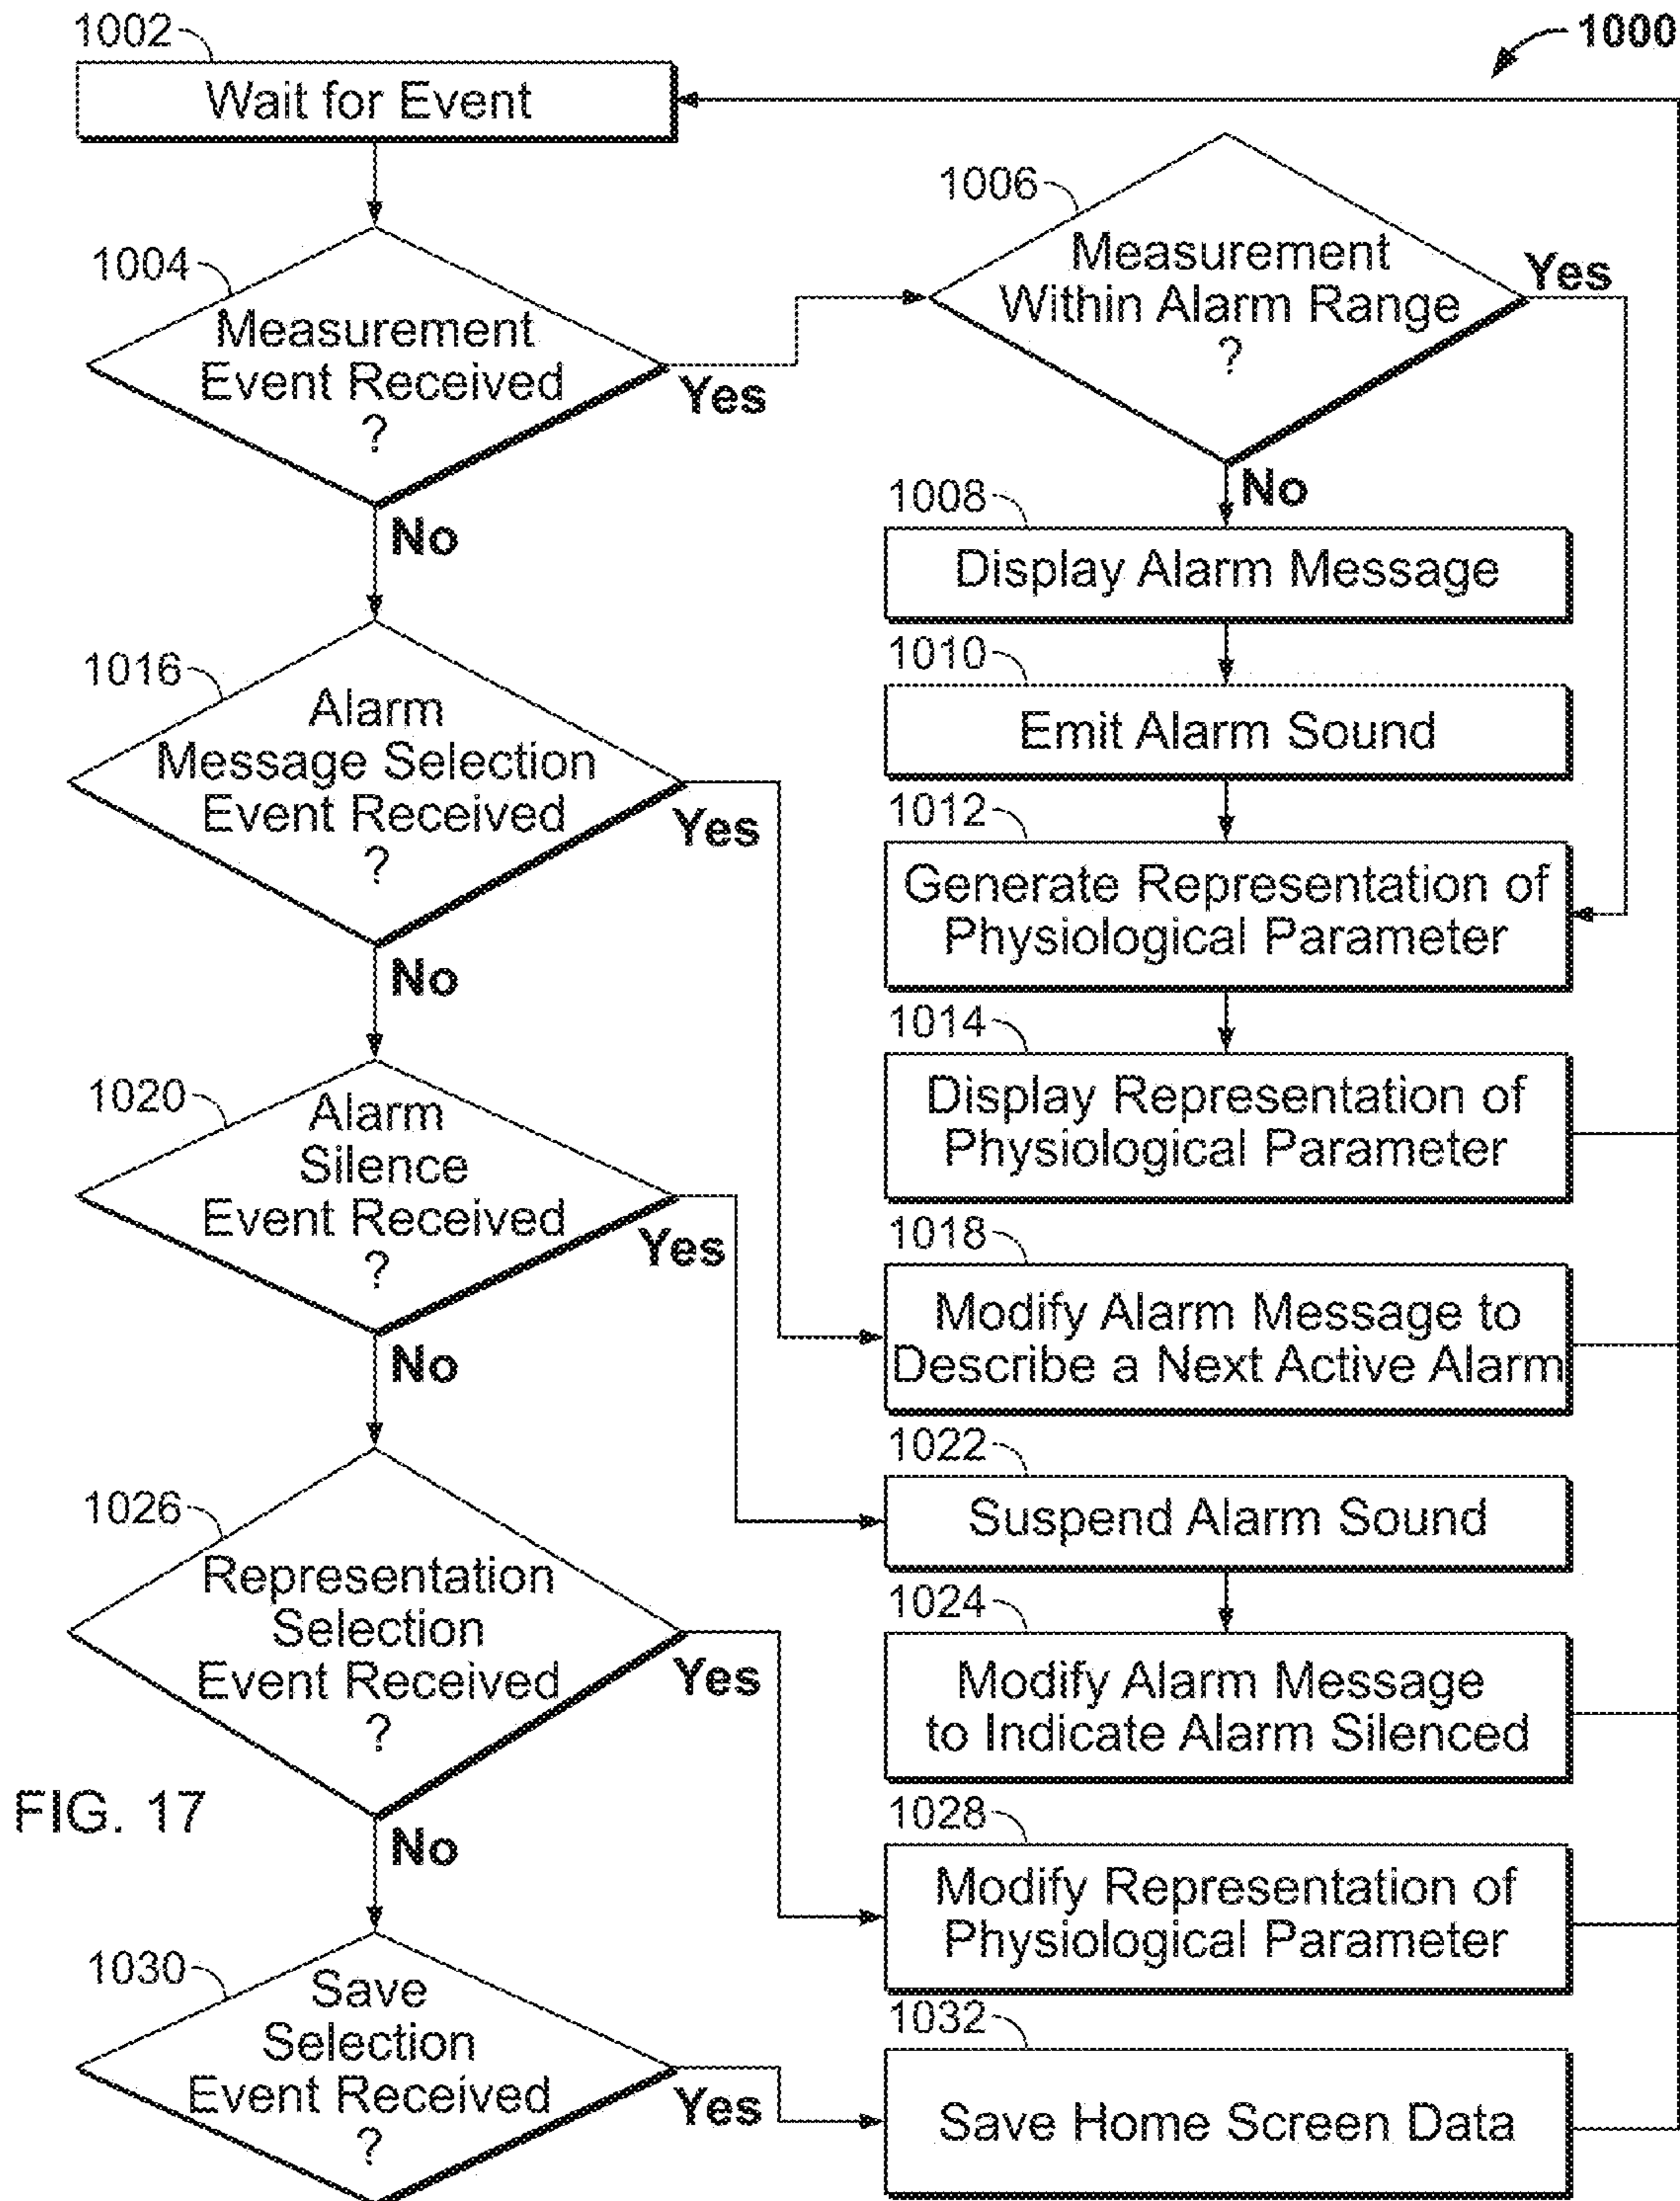 1002
1000
Wait for Event
1004
Measurement
Event Received
?
Yes
No
1006
Measurement
Within Alarm Range
?
Yes
No
1008
Display Alarm Message
1010
Emit Alarm Sound
1012
Generate Representation of
Physiological Parameter
1014
Display Representation of
Physiological Parameter
1016
Alarm
Message Selection
Event Received
?
Yes
No
1018
Modify Alarm Message to
Describe a Next Active Alarm
1020
Alarm
Silence
Event Received
?
Yes
No
1022
Suspend Alarm Sound
1024
Modify Alarm Message
to Indicate Alarm Silenced
1026
Representation
Selection
Event Received
?
Yes
No
1028
Modify Representation of
Physiological Parameter
FIG. 17
1030
Save
Selection
Event Received
?
Yes
1032
Save Home Screen Data